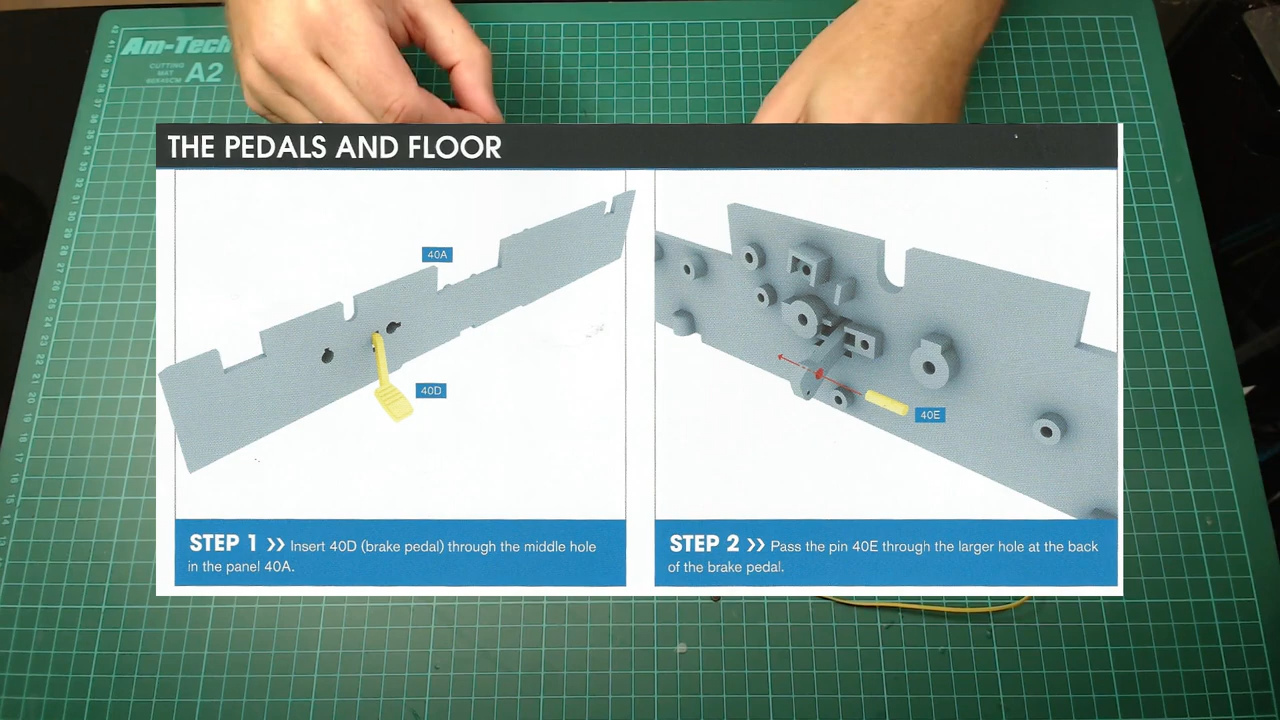 Am-Tech
CUTTING
MAT
60X45CM
A2
THE PEDALS AND FLOOR
40A
40D
40E
STEP 1 >> Insert 40D (brake pedal) through the middle hole
in the panel 40A.
STEP 2 >> Pass the pin 40E through the larger hole at the back
of the brake pedal.